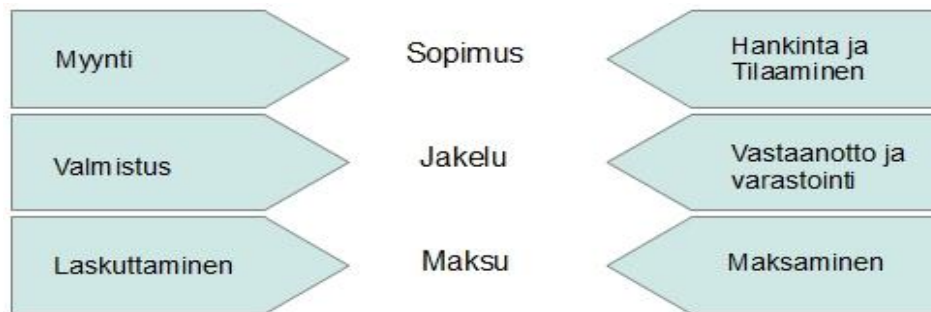 Myynti
Sopimus
Hankinta ja
Tilaaminen
Valmistus
Jakelu
Vastaanotto ja
varastointi
Laskuttaminen
Maksu
Maksaminen